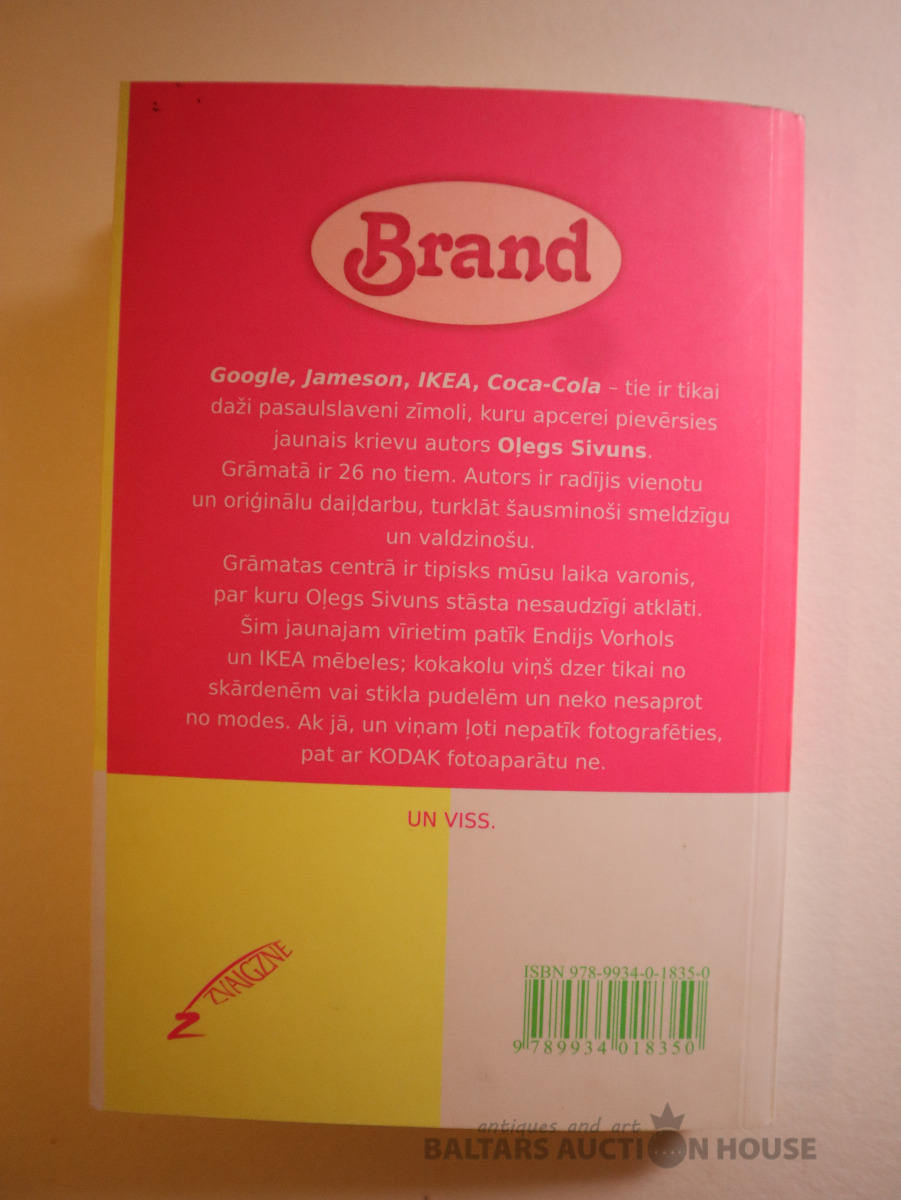 Brand
Google, Jameson, IKEA, Coca-Cola – tie ir tikai
daži pasaulslaveni zīmoli, kuru apcerei pievērsies
jaunais krievu autors Oļegs Sivuns.
Grāmatā ir 26 no tiem. Autors ir radījis vienotu
un oriģinālu daiļdarbu, turklāt šausminoši smeldzīgu
un valdzinošu.
Grāmatas centrā ir tipisks mūsu laika varonis,
par kuru Oļegs Sivuns stāsta nesaudzīgi atklāti.
Šim jaunajam vīrietim patīk Endijs Vorhols
un IKEA mēbeles; kokakolu viņš dzer tikai no
skārdenēm vai stikla pudelēm un neko nesaprot
no modes. Ak jā, un viņam ļoti nepatīk fotografēties,
pat ar KODAK fotoaparātu ne.
UN VISS.
ZVAIGZNE
ISBN 978-9934-0-1835-0
9 789934 018350
antiques and art
BALTARS AUCTION HOUSE